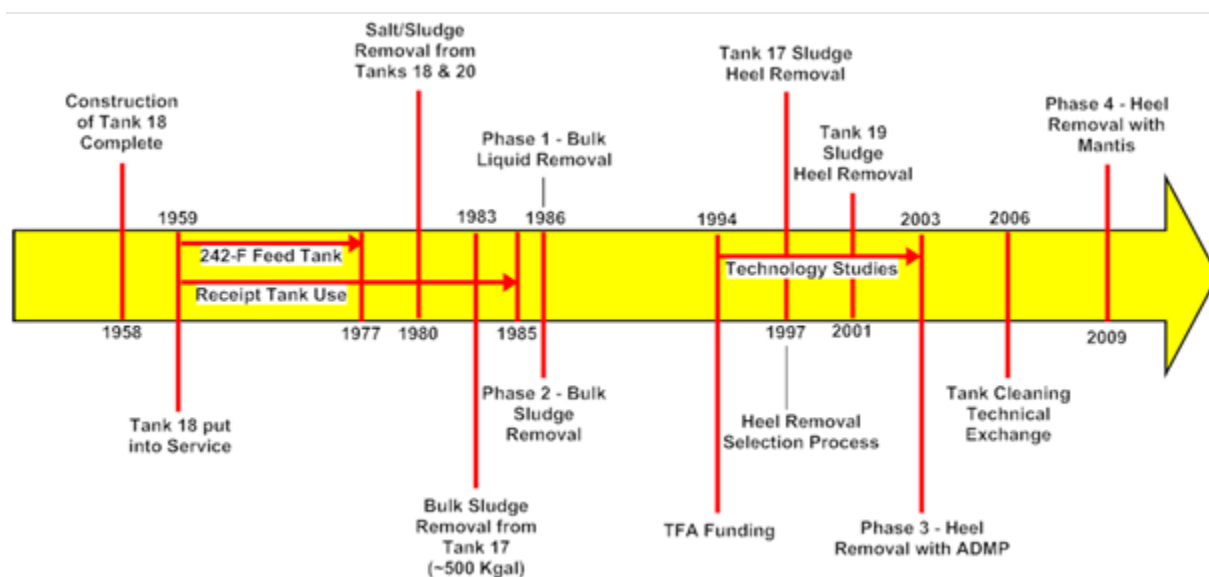 Salt/Sludge
Removal from
Tanks 18 & 20
Tank 17 Sludge
Heel Removal
Construction
of Tank 18
Complete
Phase 1 - Bulk
Liquid Removal
Tank 19
Sludge
Heel Removal
Phase 4 - Heel
Removal with
Mantis
1959
1983
1986
1994
2003
2006
242-F Feed Tank
Receipt Tank Use
Technology Studies
1958
1977
1980
1985
1997
2001
2009
Tank 18 put
into Service
Phase 2 - Bulk
Sludge
Removal
Heel Removal
Selection Process
Tank Cleaning
Technical
Exchange
Bulk Sludge
Removal from
Tank 17
(~500 Kgal)
TFA Funding
Phase 3 - Heel
Removal with ADMP